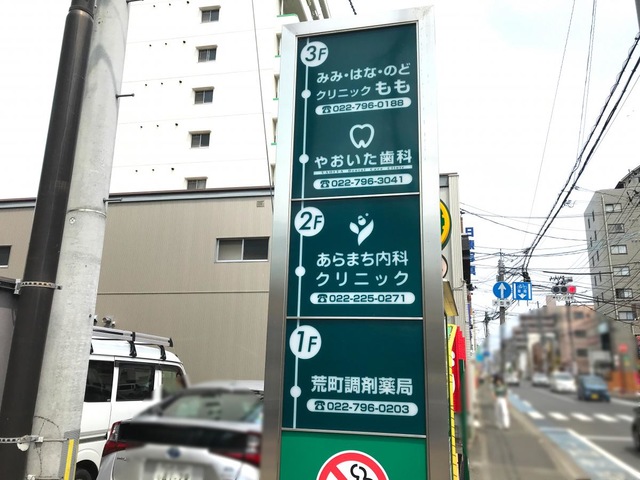 3F
みみ・はな・のど
クリニック もも
☎022-796-0188
やおいた歯科
☎022-796-3041
2F
あらまち内科
クリニック
☎022-225-0271
1F
荒町調剤薬局
☎022-796-0203